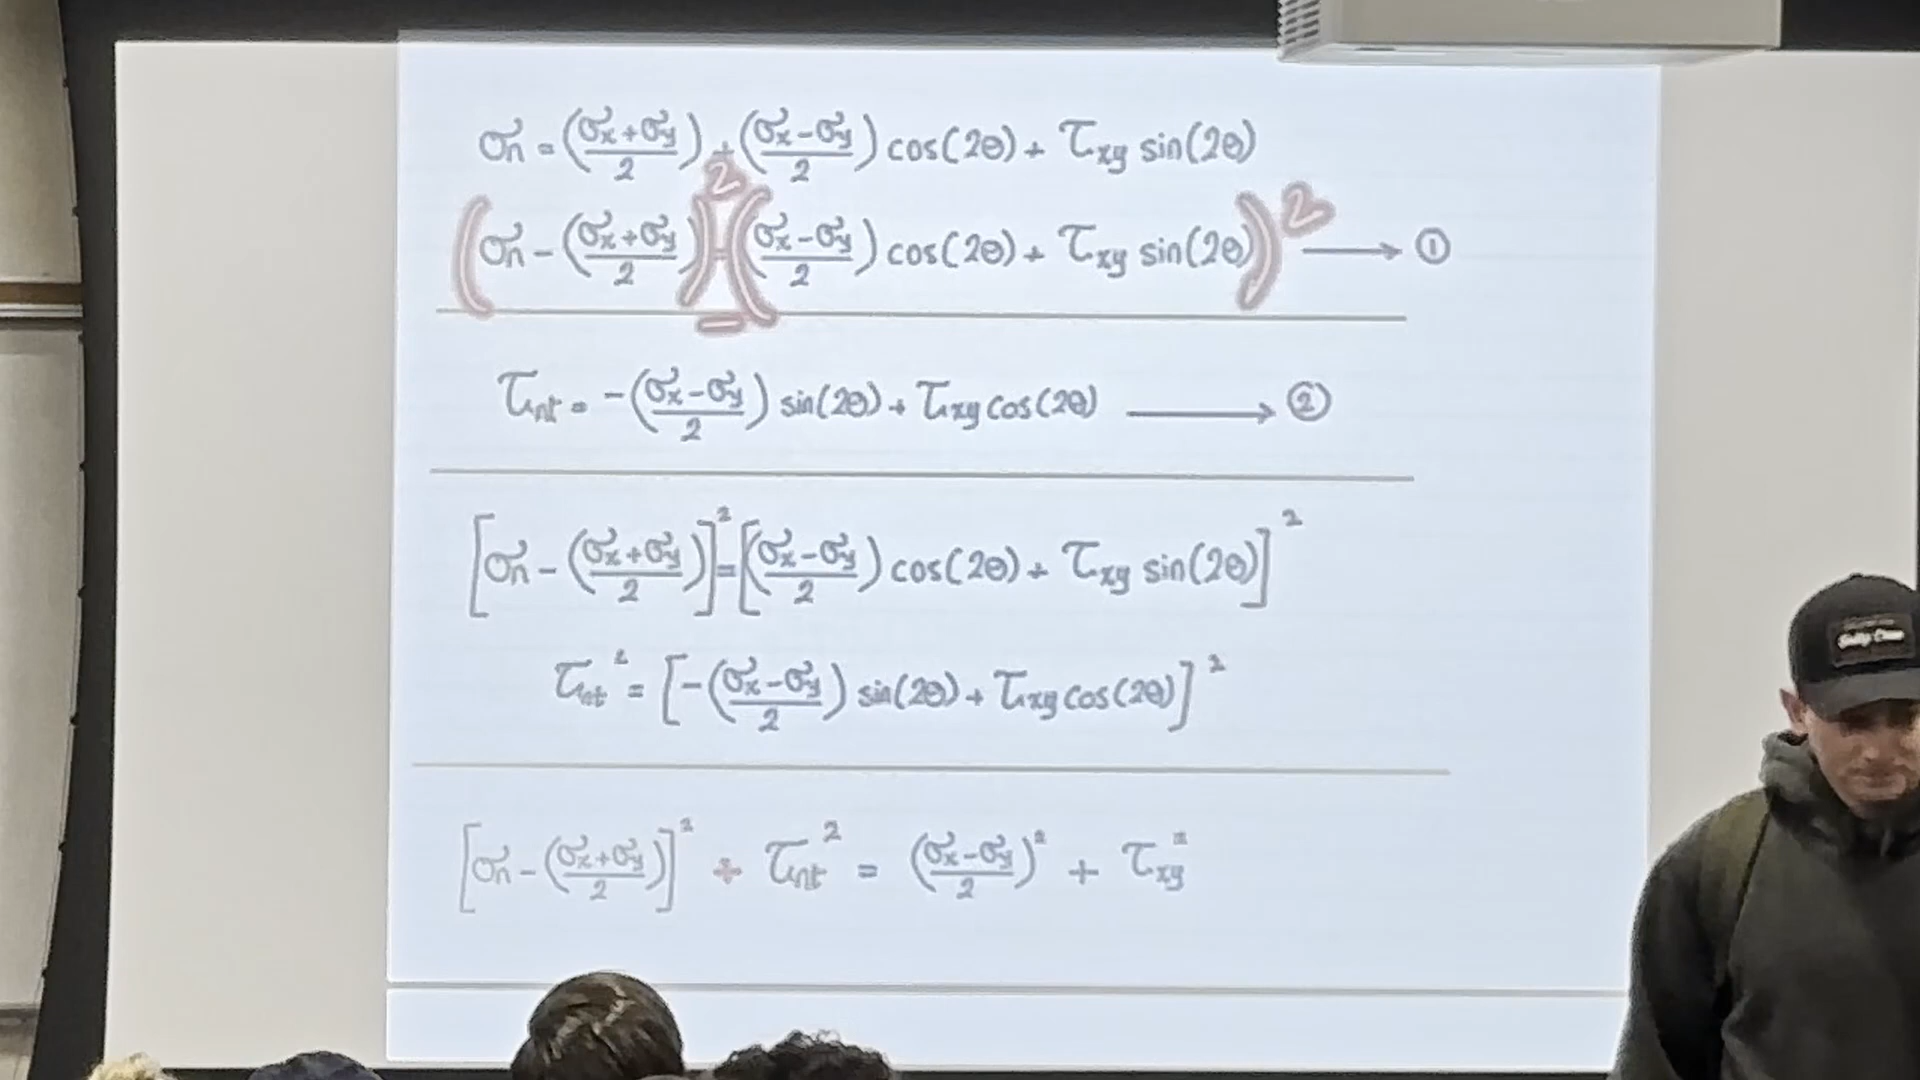 σn = ((σx + σy)/2) + ((σx − σy)/2) cos(2θ) + τxy sin(2θ)
(σn − ((σx + σy)/2))² = (((σx − σy)/2) cos(2θ) + τxy sin(2θ))² ⟶ ①
τnt = −((σx − σy)/2) sin(2θ) + τxy cos(2θ) ⟶ ②
[σn − ((σx + σy)/2)]² = [((σx − σy)/2) cos(2θ) + τxy sin(2θ)]²
τnt² = [−((σx − σy)/2) sin(2θ) + τxy cos(2θ)]²
[σn − ((σx + σy)/2)]² + τnt² = ((σx − σy)/2)² + τxy²